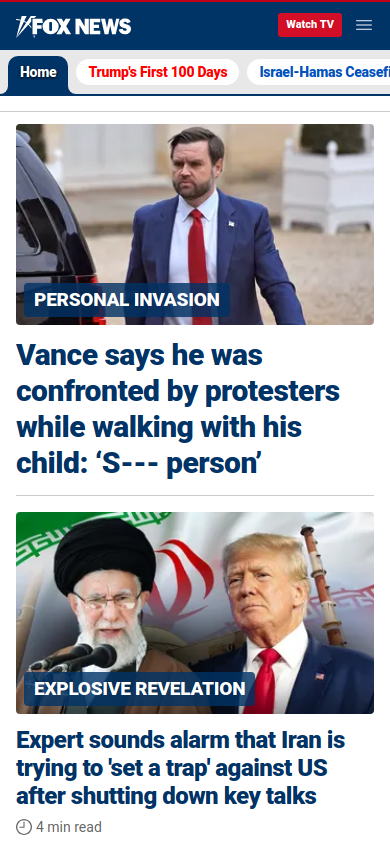 FOX NEWS
Watch TV
Home
Trump's First 100 Days
Israel-Hamas Ceasefi
PERSONAL INVASION
Vance says he was
confronted by protesters
while walking with his
child: ‘S--- person’
EXPLOSIVE REVELATION
Expert sounds alarm that Iran is
trying to 'set a trap' against US
after shutting down key talks
4 min read